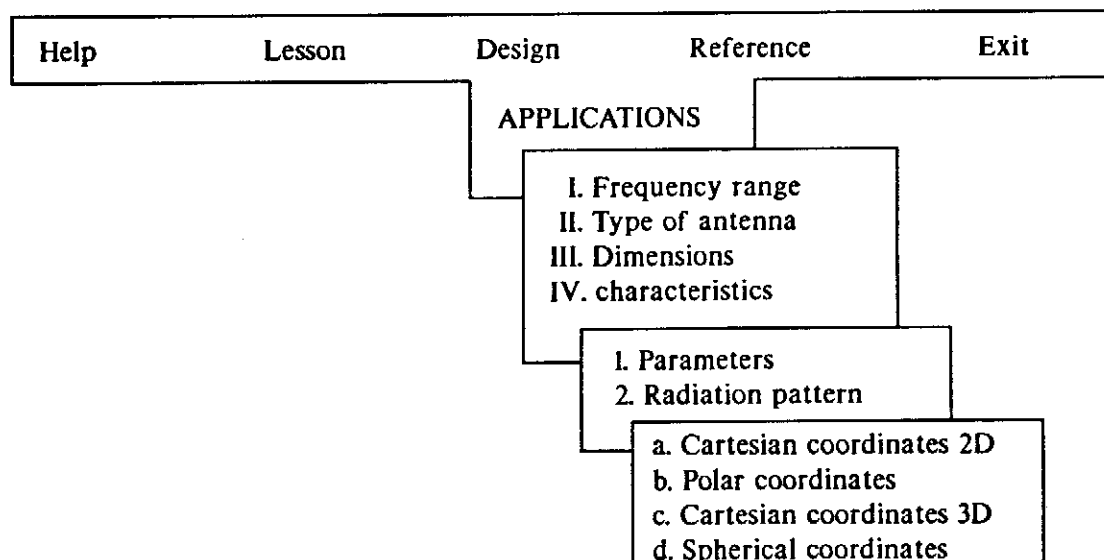 Help Lesson Design Reference Exit
APPLICATIONS
I. Frequency range
II. Type of antenna
III. Dimensions
IV. characteristics
1. Parameters
2. Radiation pattern
a. Cartesian coordinates 2D
b. Polar coordinates
c. Cartesian coordinates 3D
d. Spherical coordinates